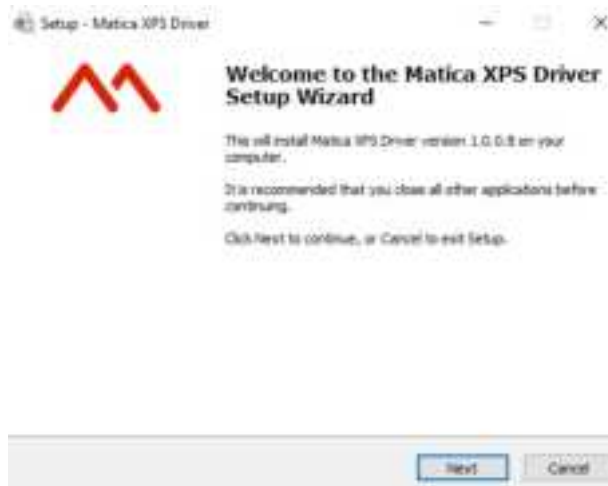 Setup - Matica XPS Driver
Welcome to the Matica XPS Driver
Setup Wizard
This will install Matica XPS Driver version 1.0.0.8 on your
computer.
It is recommended that you close all other applications before
continuing.
Click Next to continue, or Cancel to exit Setup.
Next
Cancel